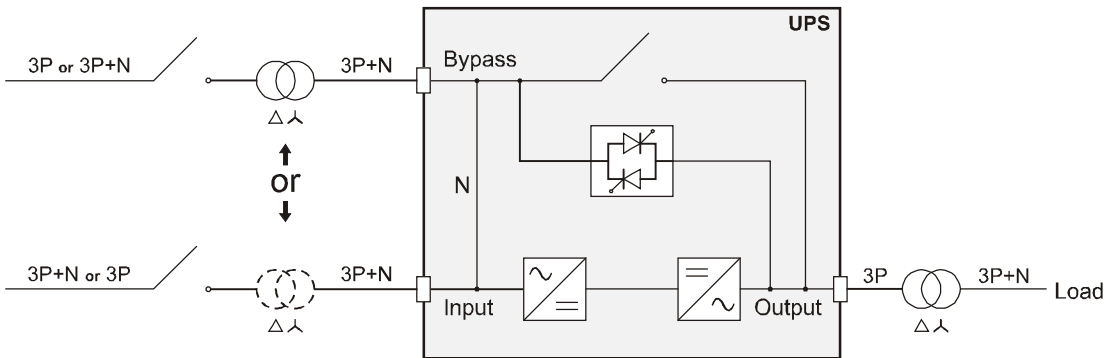 UPS
Bypass
3P or 3P+N
3P+N
or
N
3P+N or 3P
3P+N
Input
Output
3P
3P+N
Load